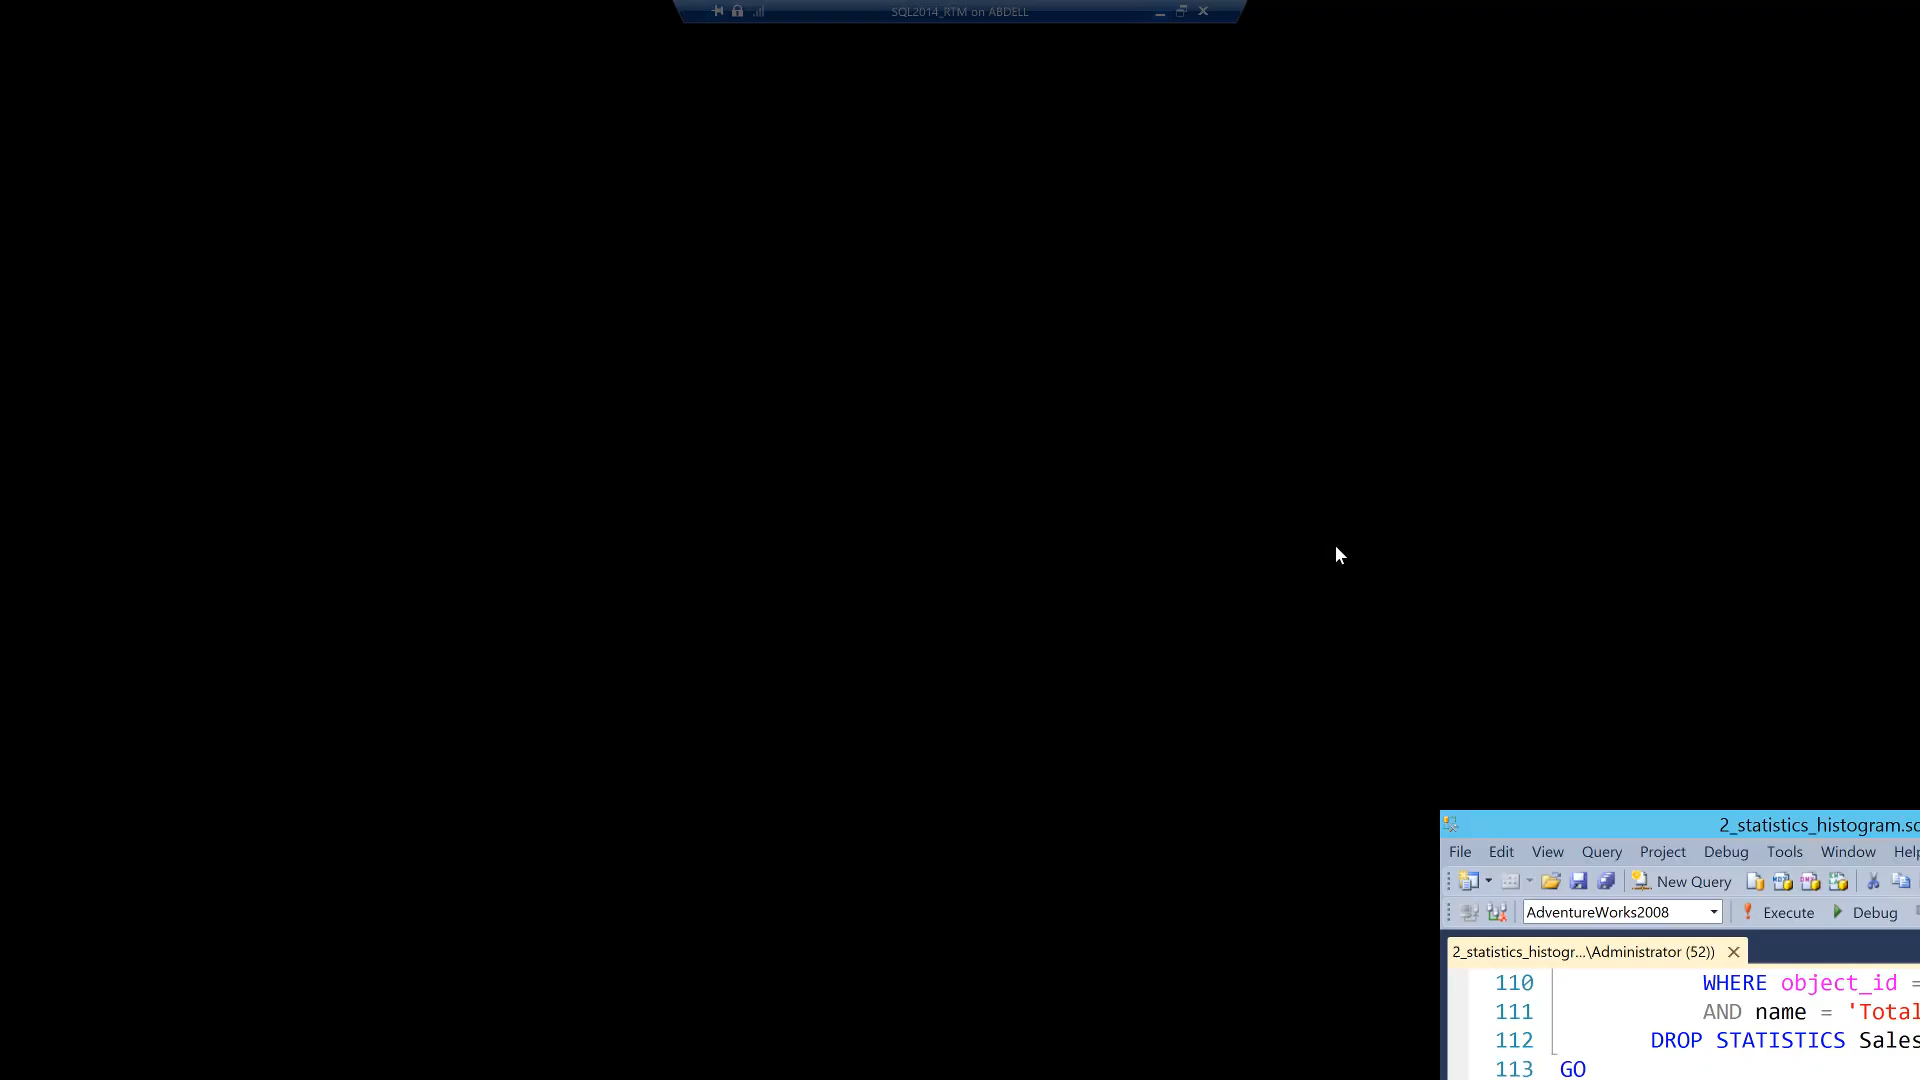 SQL2014_RTM on ABDELL
2_statistics_histogram.sc
File Edit View Query Project Debug Tools Window Help
New Query
AdventureWorks2008 Execute Debug
2_statistics_histogr...\Administrator (52))
110 WHERE object_id =
111 AND name = 'Total
112 DROP STATISTICS Sales
113 GO